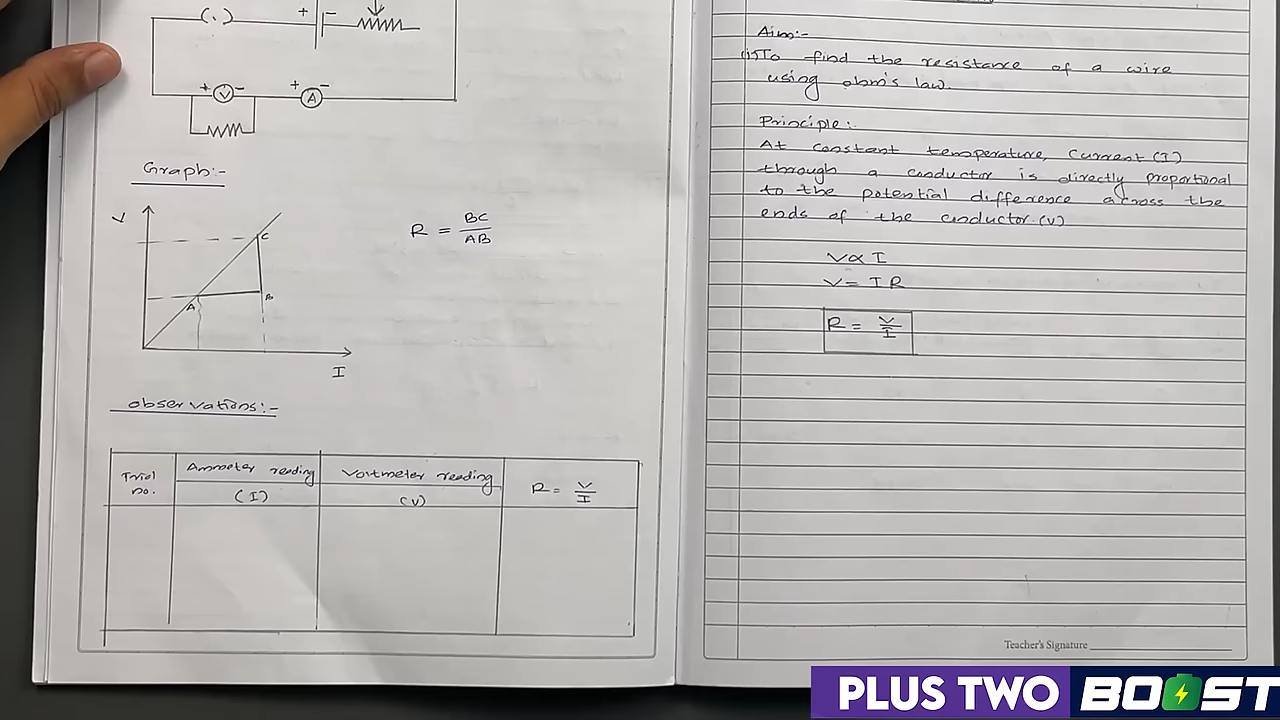 (.)
+ -
+ V - + A -
Graph:-
V
C
A
B
I
R = BC/AB
observations:-
Trial no.
Ammeter reading (I)
Voltmeter reading (V)
R = V/I
Aim:-
(i) To find the resistance of a wire
using ohm's law.
Principle:-
At constant temperature, current (I)
through a conductor is directly proportional
to the potential difference across the
ends of the conductor (V)
V∝ I
V= IR
R = V/I
Teacher's Signature
PLUS TWO BOOST